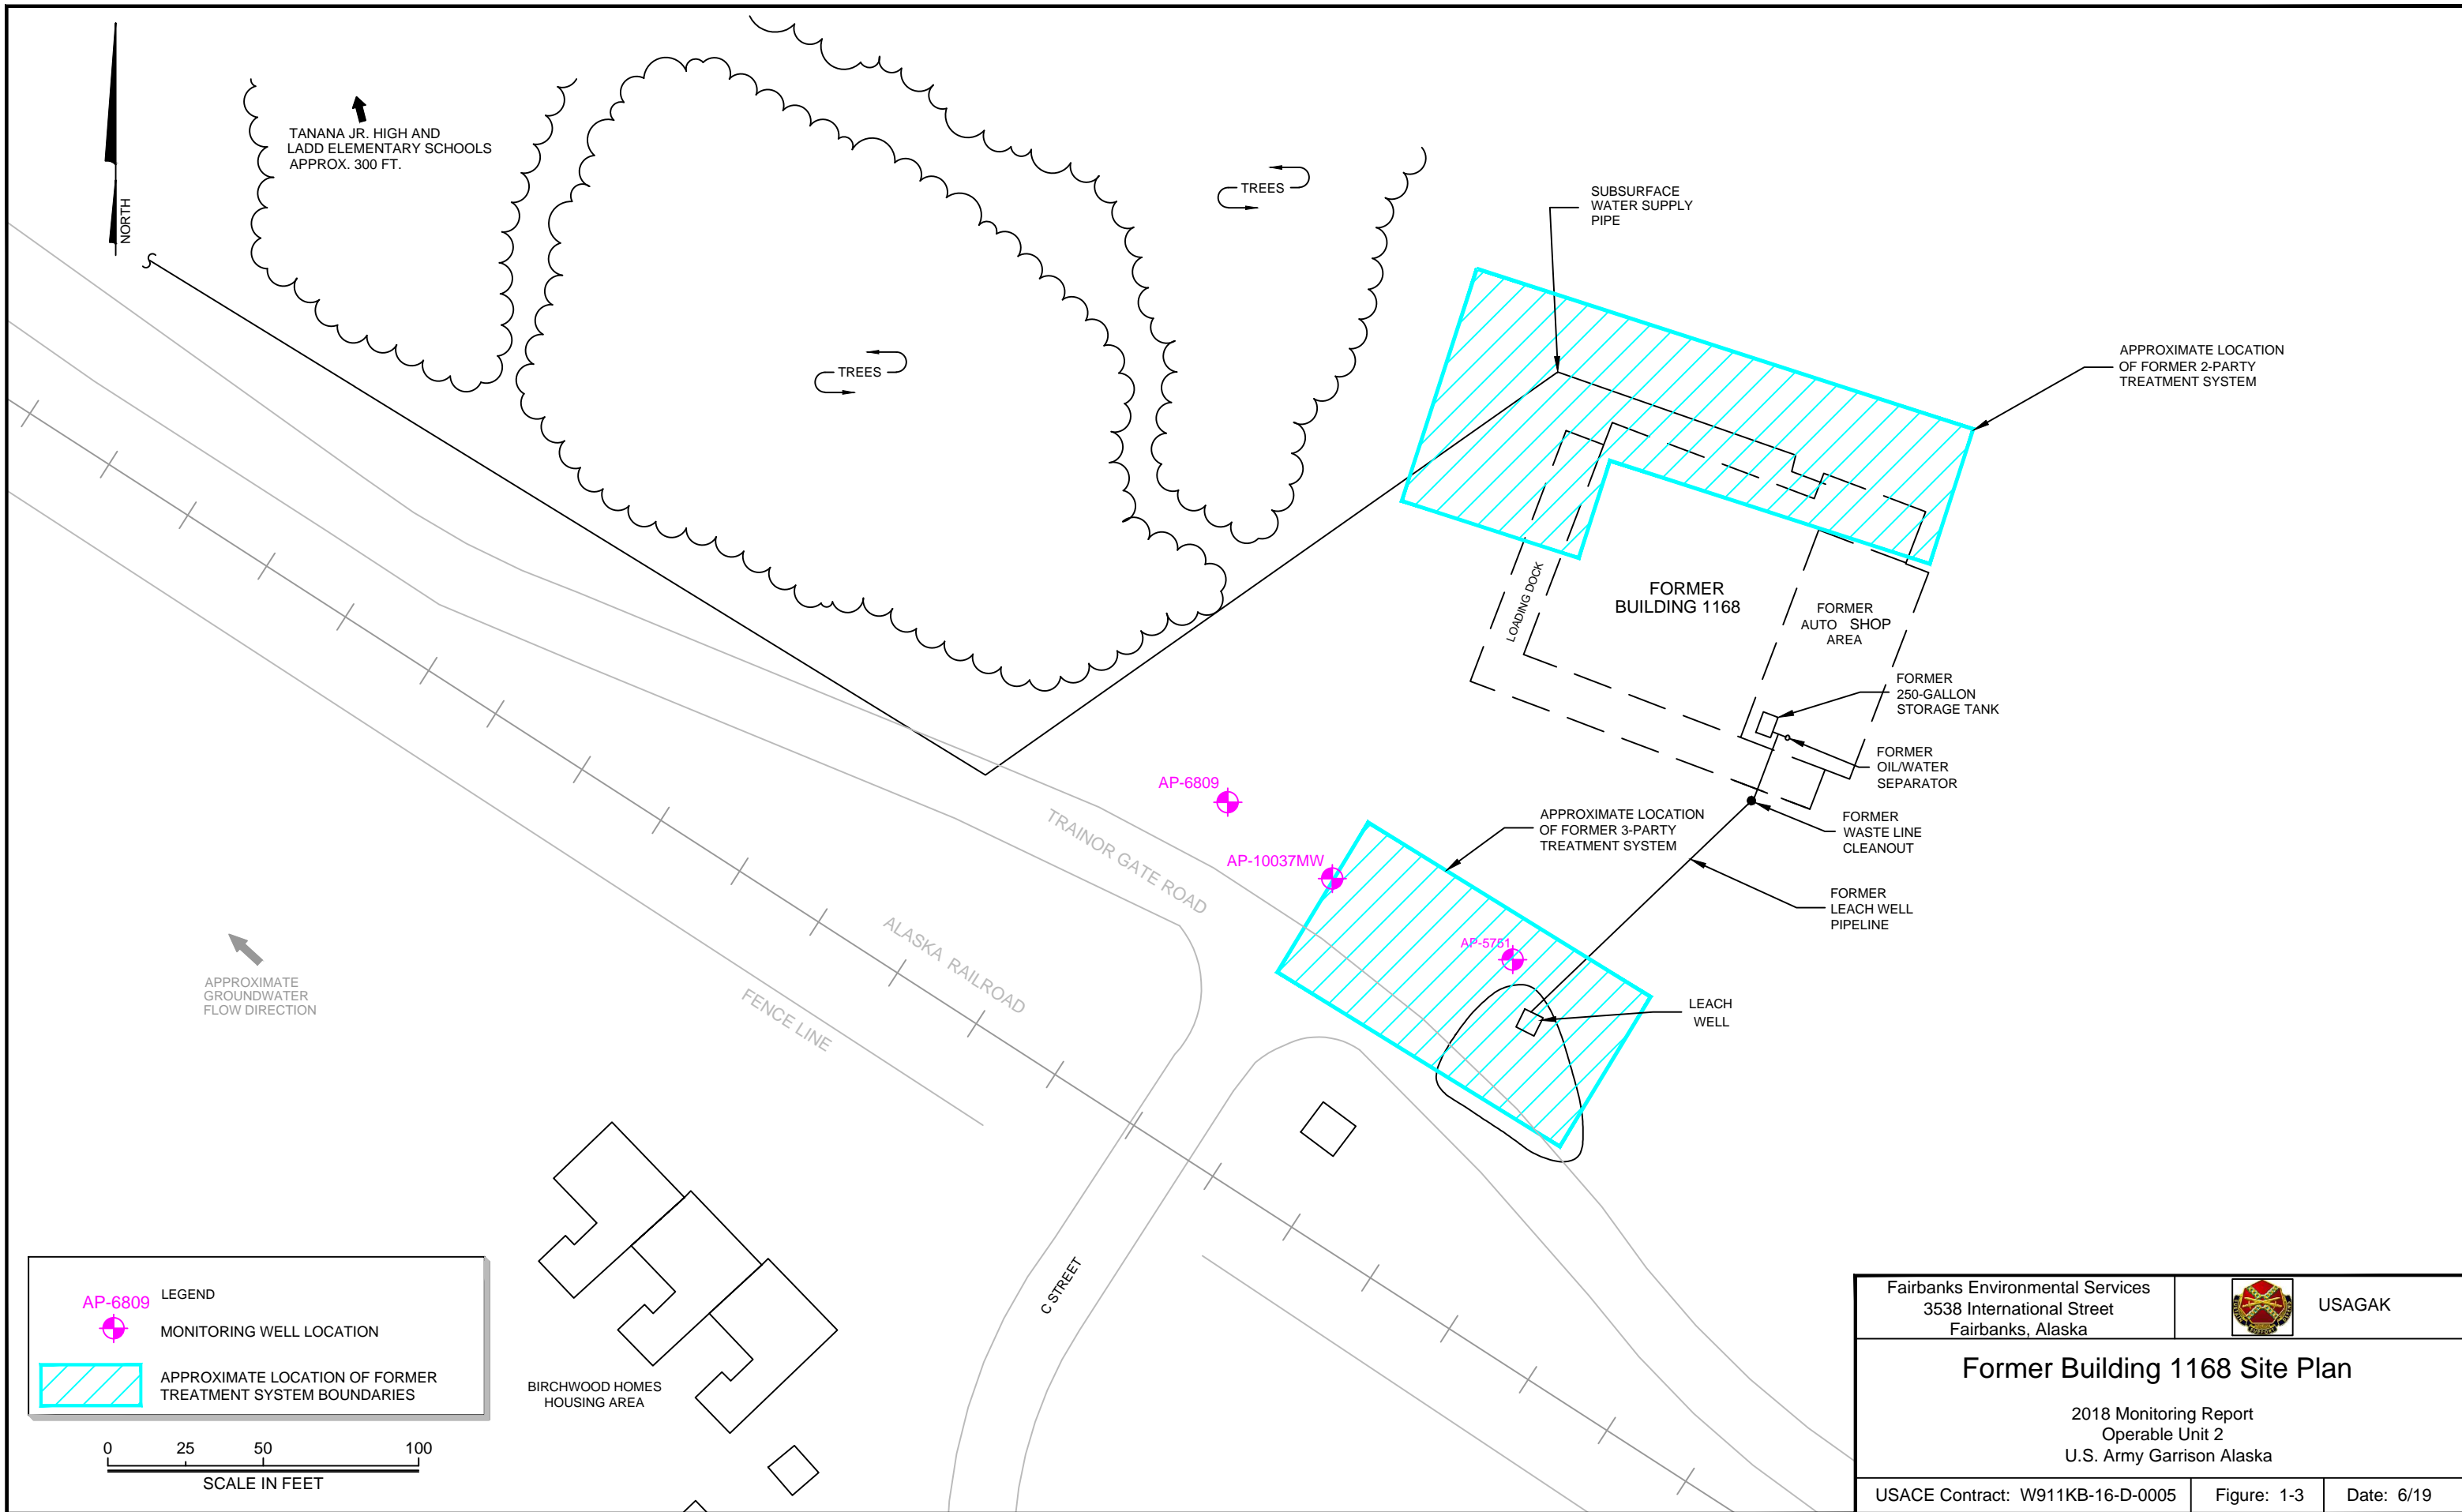 NORTH
TANANA JR. HIGH AND
LADD ELEMENTARY SCHOOLS
APPROX. 300 FT.
TREES
TREES
SUBSURFACE
WATER SUPPLY
PIPE
APPROXIMATE LOCATION
OF FORMER 2-PARTY
TREATMENT SYSTEM
LOADING DOCK
FORMER
BUILDING 1168
FORMER
AUTO SHOP
AREA
FORMER
250-GALLON
STORAGE TANK
FORMER
OIL/WATER
SEPARATOR
FORMER
WASTE LINE
CLEANOUT
FORMER
LEACH WELL
PIPELINE
LEACH
WELL
APPROXIMATE LOCATION
OF FORMER 3-PARTY
TREATMENT SYSTEM
AP-6809
AP-10037MW
AP-5751
TRAINOR GATE ROAD
ALASKA RAILROAD
FENCE LINE
C STREET
APPROXIMATE
GROUNDWATER
FLOW DIRECTION
BIRCHWOOD HOMES
HOUSING AREA
LEGEND
AP-6809
MONITORING WELL LOCATION
APPROXIMATE LOCATION OF FORMER
TREATMENT SYSTEM BOUNDARIES
0 25 50 100
SCALE IN FEET
Fairbanks Environmental Services
3538 International Street
Fairbanks, Alaska
USAGAK
Former Building 1168 Site Plan
2018 Monitoring Report
Operable Unit 2
U.S. Army Garrison Alaska
USACE Contract: W911KB-16-D-0005
Figure: 1-3
Date: 6/19